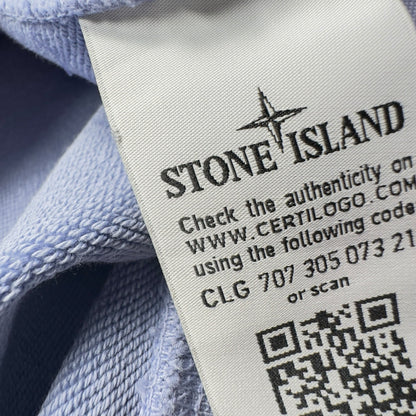 STONE ISLAND
Check the authenticity on
WWW.CERTILOGO.COM
using the following code
CLG 707 305 073 21
or scan